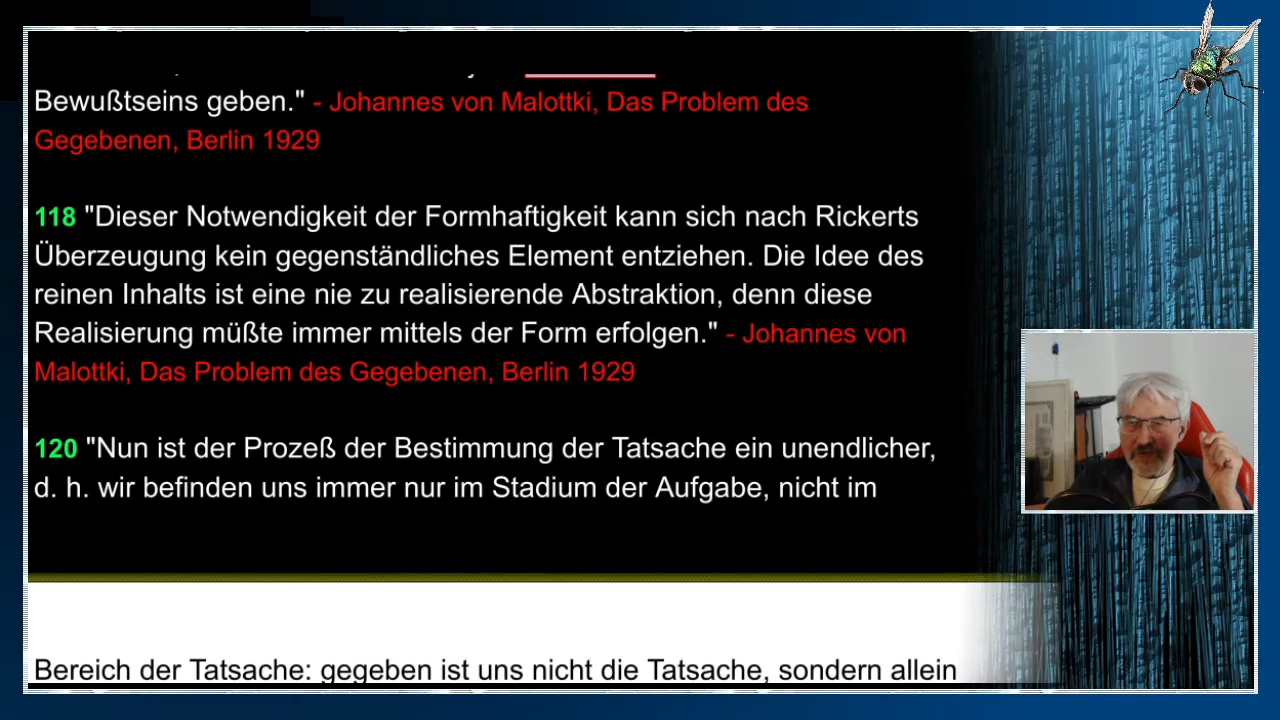 Bewußtseins geben." - Johannes von Malottki, Das Problem des
Gegebenen, Berlin 1929
118 "Dieser Notwendigkeit der Formhaftigkeit kann sich nach Rickerts
Überzeugung kein gegenständliches Element entziehen. Die Idee des
reinen Inhalts ist eine nie zu realisierende Abstraktion, denn diese
Realisierung müßte immer mittels der Form erfolgen." - Johannes von
Malottki, Das Problem des Gegebenen, Berlin 1929
120 "Nun ist der Prozeß der Bestimmung der Tatsache ein unendlicher,
d. h. wir befinden uns immer nur im Stadium der Aufgabe, nicht im
Bereich der Tatsache: gegeben ist uns nicht die Tatsache, sondern allein